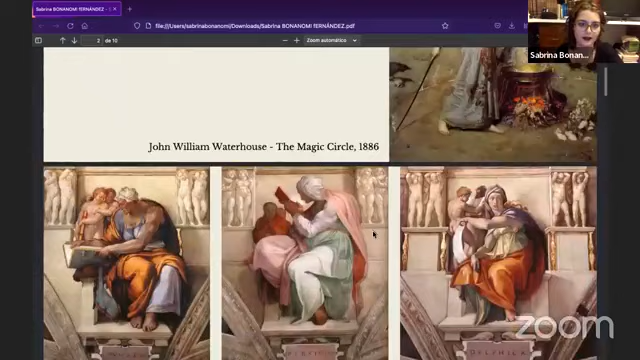 Sabrina BONANOMI FERNÁNDEZ
file:///Users/sabrinabonanomi/Downloads/Sabrina BONANOMI FERNÁNDEZ.pdf
2 de 10
Zoom automático
Sabrina Bonan...
John William Waterhouse - The Magic Circle, 1886
DELPHICA
zoom